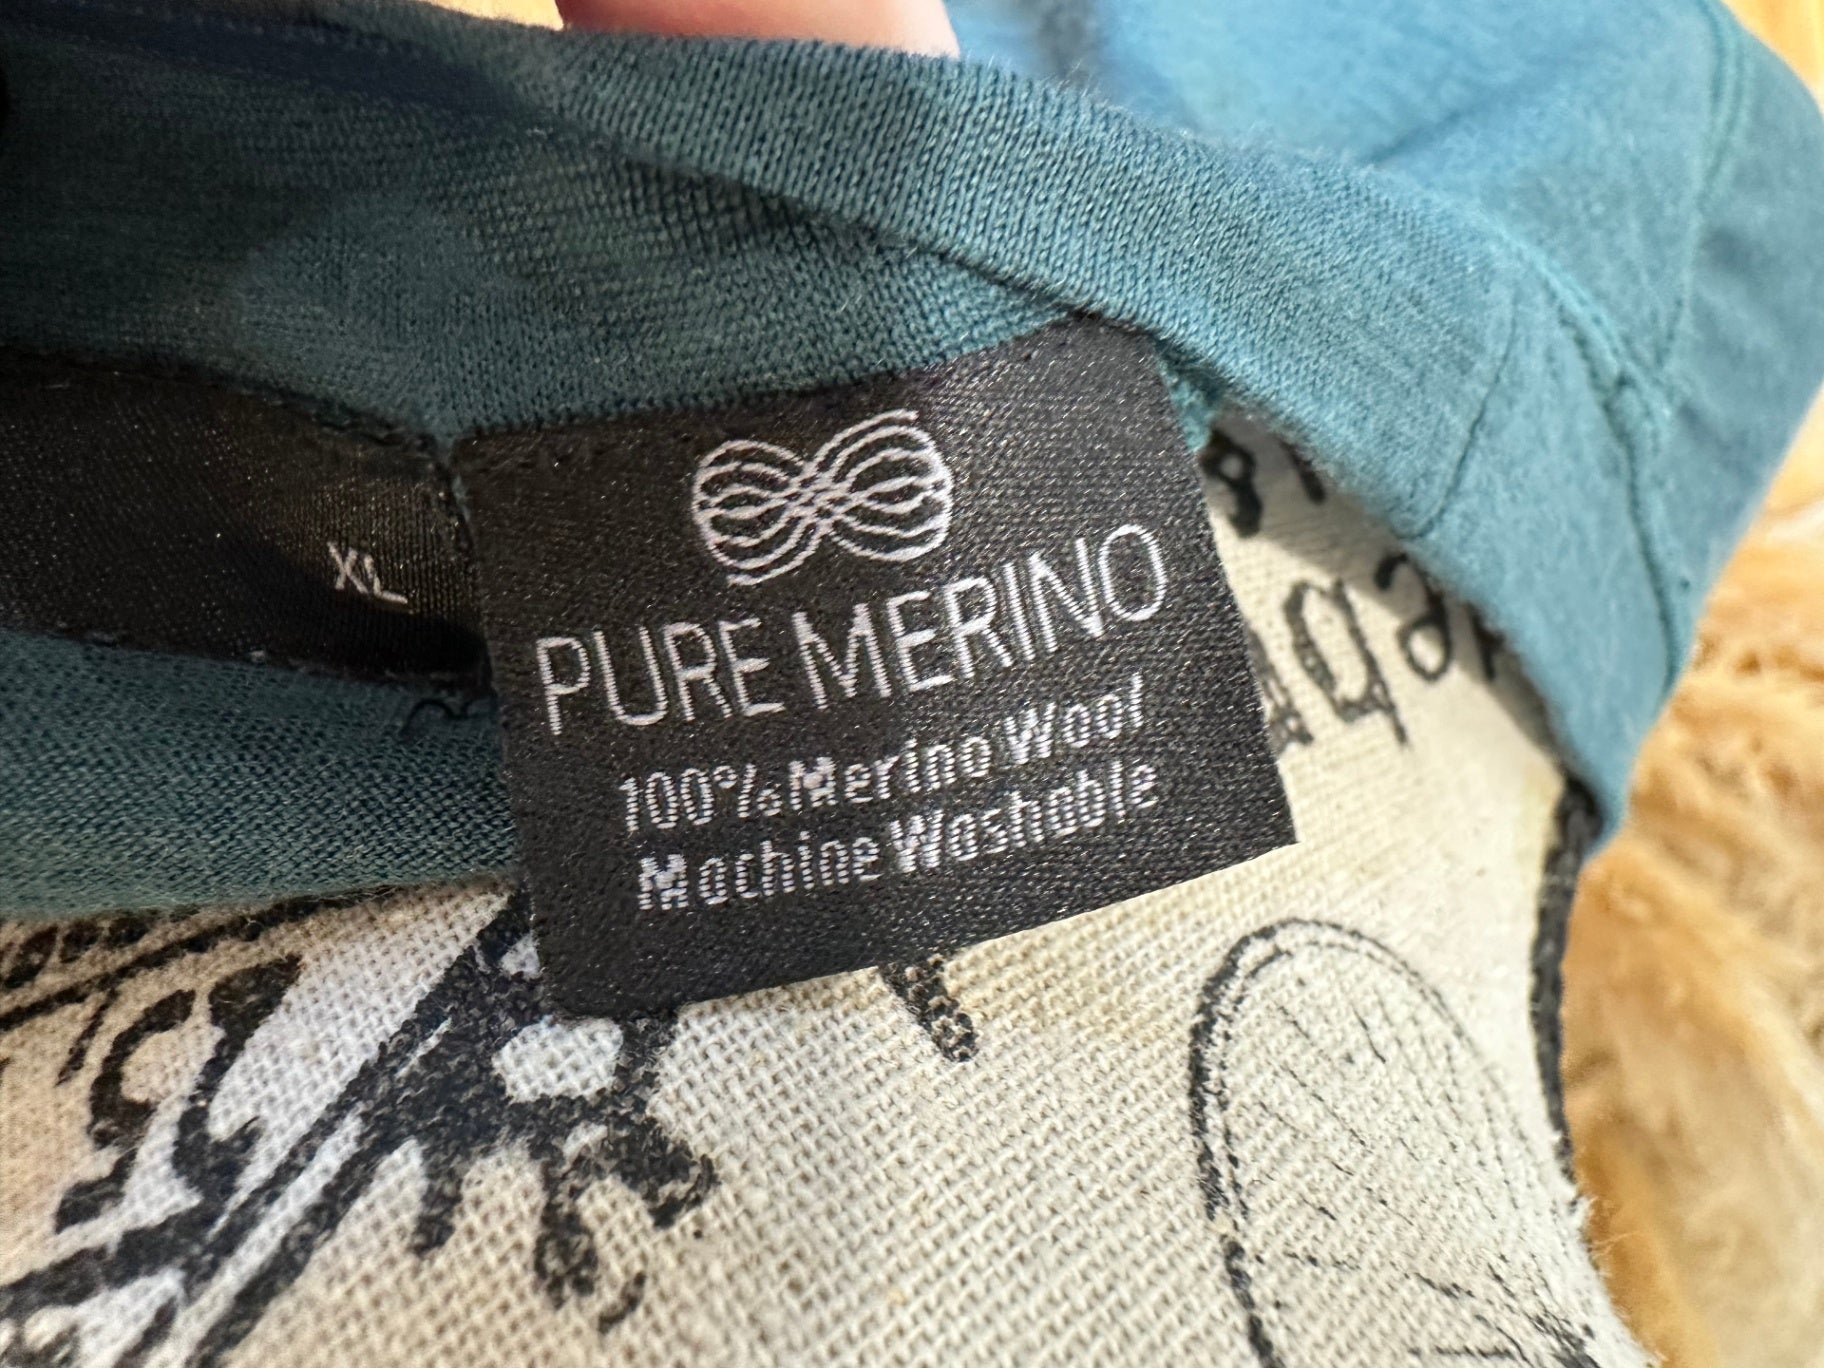 XL
PURE MERINO
100% Merino Wool
Machine Washable